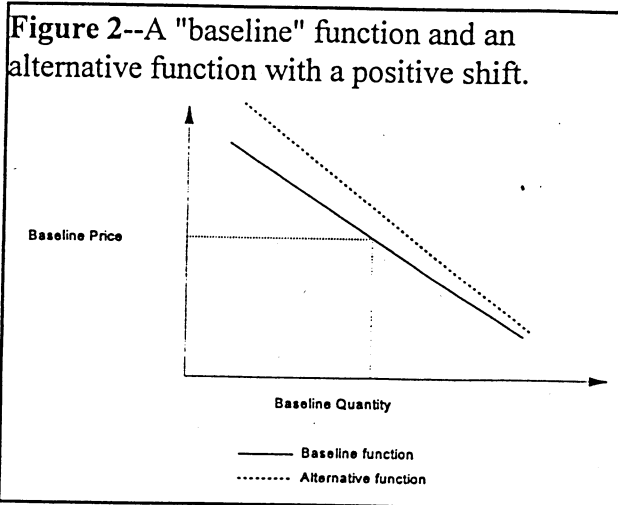 Figure 2--A "baseline" function and an
alternative function with a positive shift.
Baseline Price
Baseline Quantity
Baseline function
Alternative function